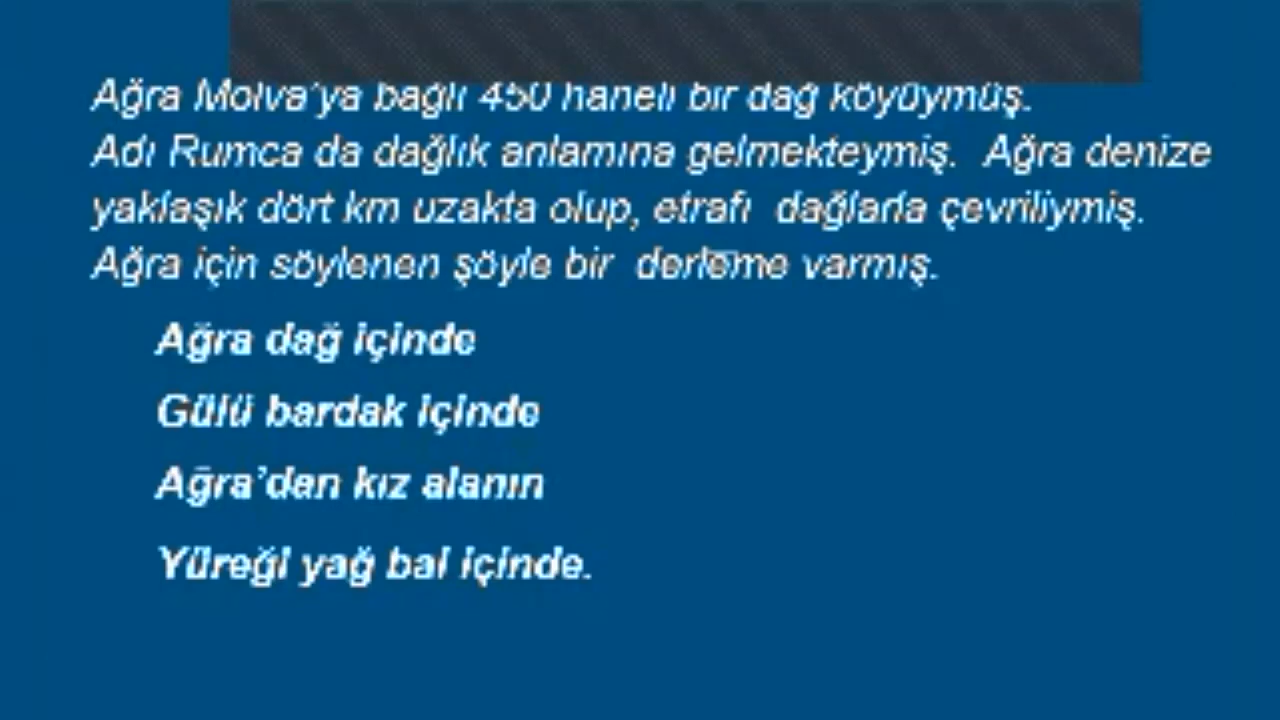 Ağra Molva'ya bağlı 450 haneli bir dağ köyüymüş.
Adı Rumca da dağlık anlamına gelmekteymiş. Ağra denize
yaklaşık dört km uzakta olup, etrafı dağlarla çevriliymiş.
Ağra için söylenen şöyle bir derleme varmış.
Ağra dağ içinde
Gülü bardak içinde
Ağra'dan kız alanın
Yüreği yağ bal içinde.